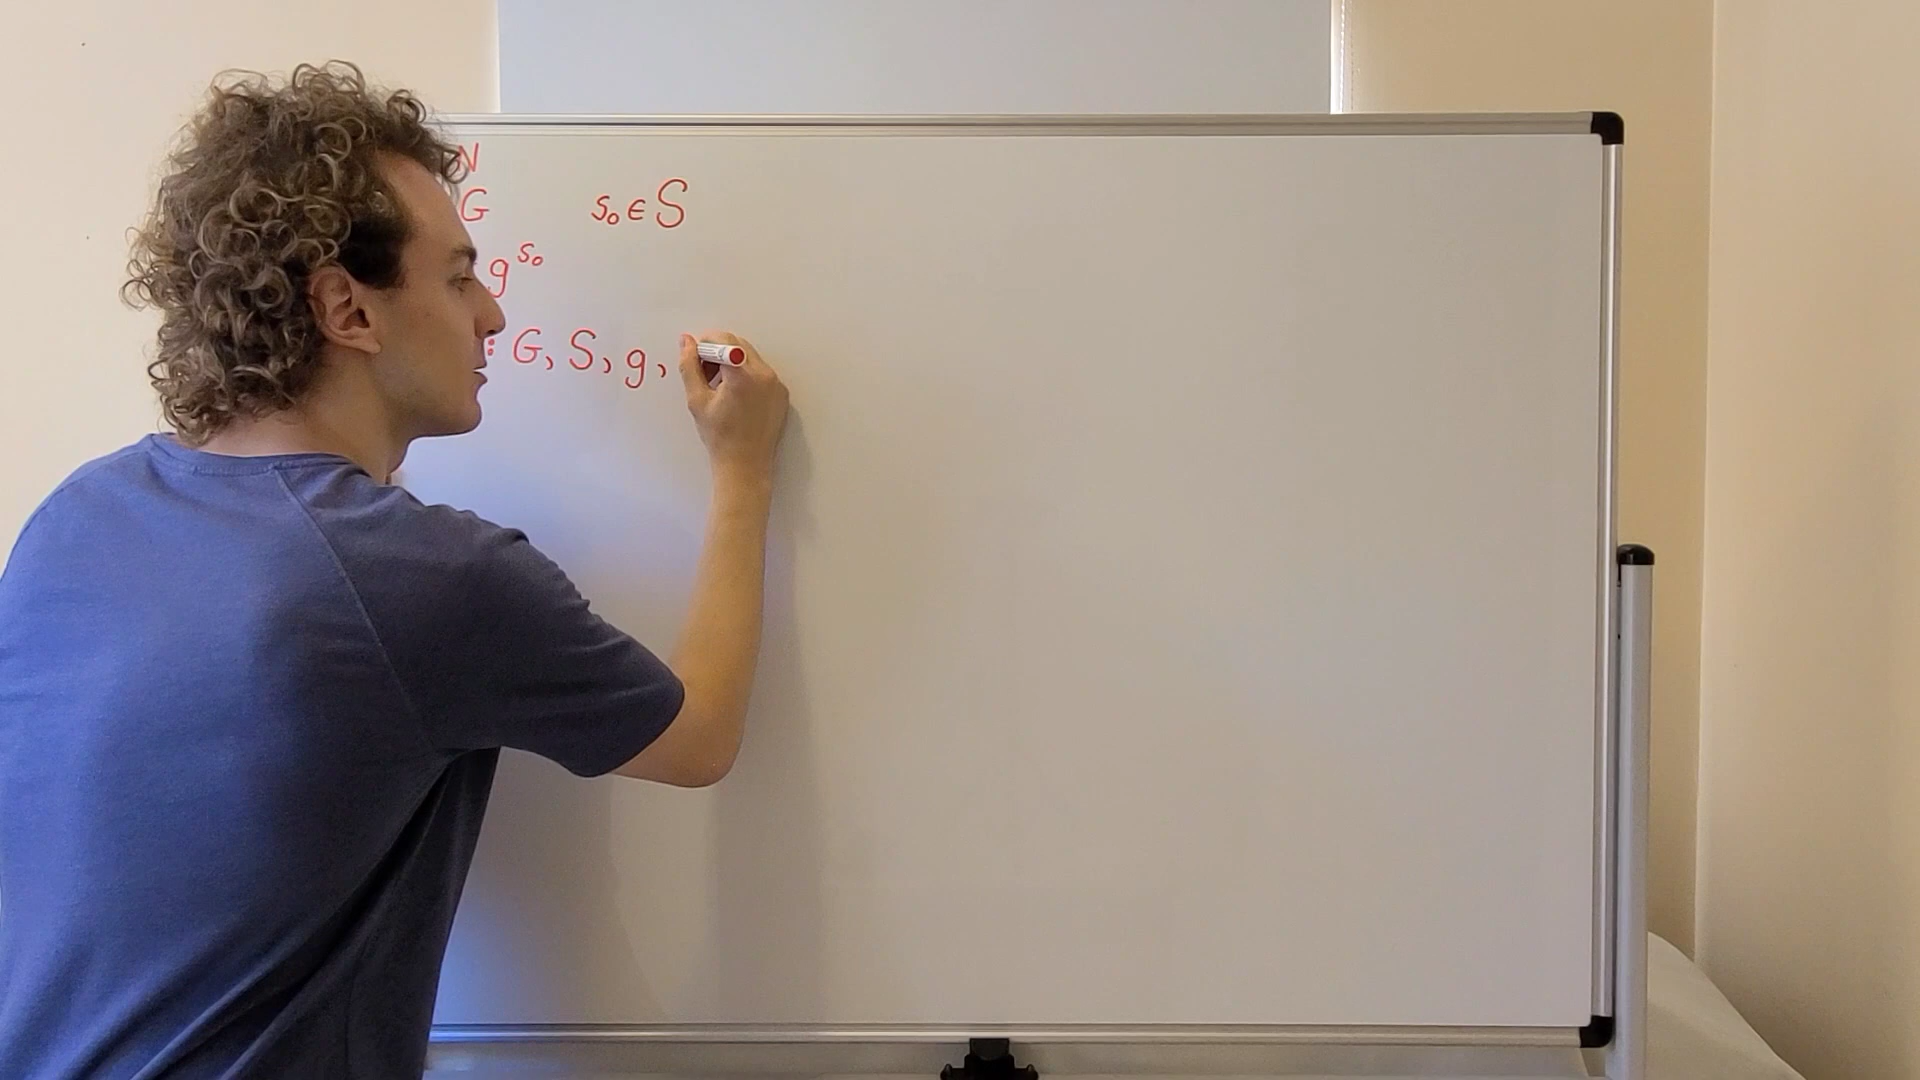 N
G s₀ ∈ S
g^s₀
: G, S, g,